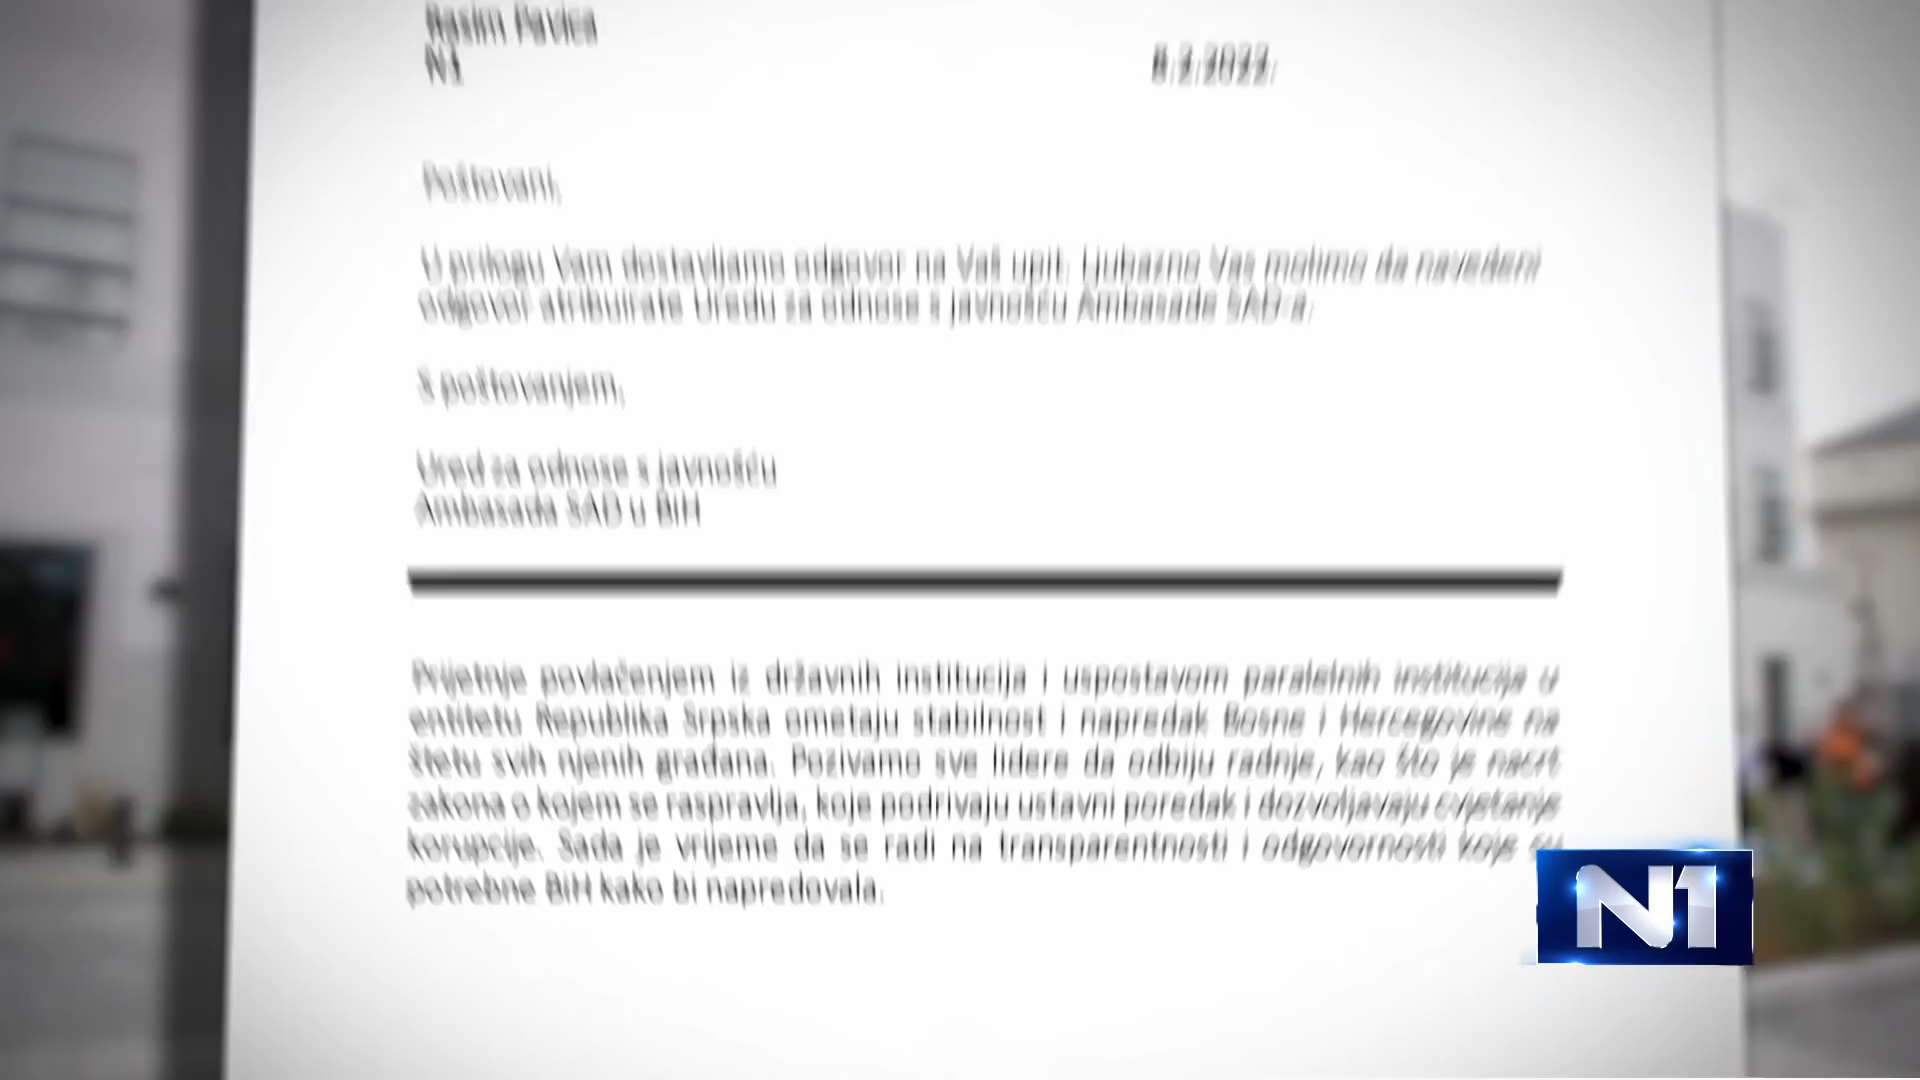 N1
8.2.2022.
Poštovani,
U prilogu Vam dostavljamo odgovor na Vaš upit. Ljubazno Vas molimo da navedeni
odgovor atribuirate Uredu za odnose s javnošću Ambasade SAD-a.
S poštovanjem,
Ured za odnose s javnošću
Ambasada SAD u BiH
Prijetnje povlačenjem iz državnih institucija i uspostavom paralelnih institucija u
entitetu Republika Srpska ometaju stabilnost i napredak Bosne i Hercegovine na
štetu svih njenih građana. Pozivamo sve lidere da odbiju radnje, kao što je nacrt
zakona o kojem se raspravlja, koje podrivaju ustavni poredak i dozvoljavaju cvjetanje
korupcije. Sada je vrijeme da se radi na transparentnosti i odgovornosti koje su
potrebne BiH kako bi napredovala.
N1